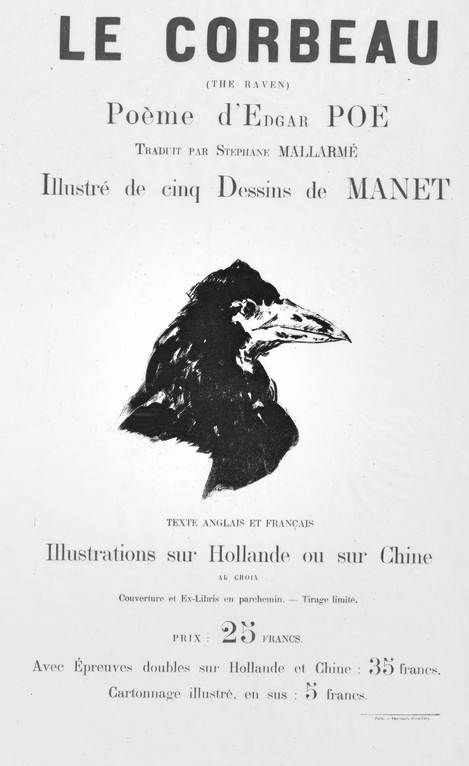 LE CORBEAU
(THE RAVEN)
Poème d'EDGAR POE
TRADUIT PAR STEPHANE MALLARMÉ
Illustré de cinq Dessins de MANET
TEXTE ANGLAIS ET FRANÇAIS
Illustrations sur Hollande ou sur Chine
AU CHOIX
Couverture et Ex-Libris en parchemin. — Tirage limité.
PRIX : 25 FRANCS.
Avec Épreuves doubles sur Hollande et Chine : 35 francs.
Cartonnage illustré, en sus : 5 francs.